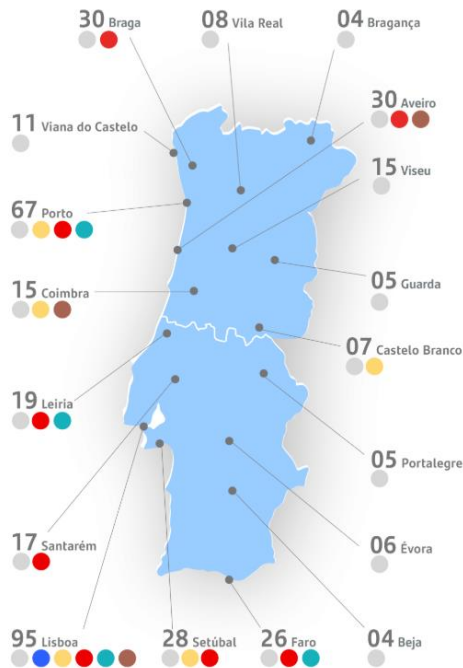 30 Braga
08 Vila Real
04 Bragança
30 Aveiro
11 Viana do Castelo
15 Viseu
67 Porto
05 Guarda
15 Coimbra
07 Castelo Branco
19 Leiria
05 Portalegre
17 Santarém
06 Évora
95 Lisboa
28 Setúbal
26 Faro
04 Beja